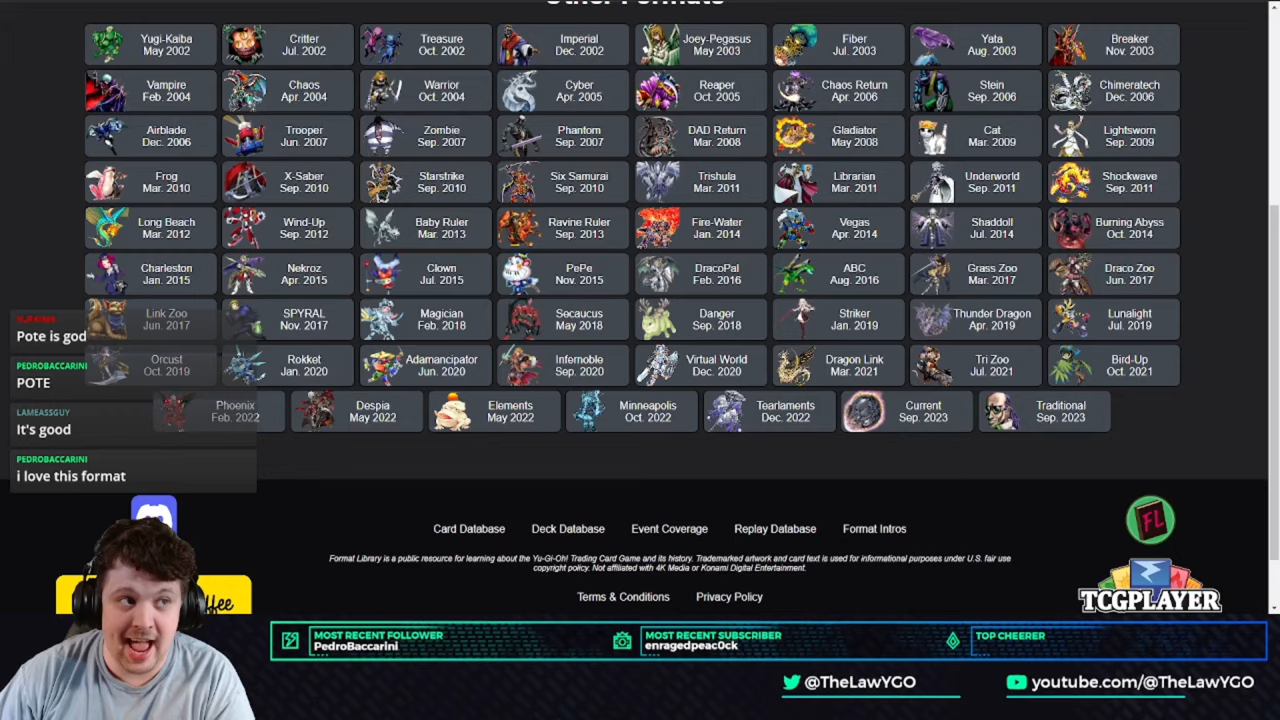 Other Formats
Yugi-Kaiba
May 2002
Critter
Jul. 2002
Treasure
Oct. 2002
Imperial
Dec. 2002
Joey-Pegasus
May 2003
Fiber
Jul. 2003
Yata
Aug. 2003
Breaker
Nov. 2003
Vampire
Feb. 2004
Chaos
Apr. 2004
Warrior
Oct. 2004
Cyber
Apr. 2005
Reaper
Oct. 2005
Chaos Return
Apr. 2006
Stein
Sep. 2006
Chimeratech
Dec. 2006
Airblade
Dec. 2006
Trooper
Jun. 2007
Zombie
Sep. 2007
Phantom
Sep. 2007
DAD Return
Mar. 2008
Gladiator
May 2008
Cat
Mar. 2009
Lightsworn
Sep. 2009
Frog
Mar. 2010
X-Saber
Sep. 2010
Starstrike
Sep. 2010
Six Samurai
Sep. 2010
Trishula
Mar. 2011
Librarian
Mar. 2011
Underworld
Sep. 2011
Shockwave
Sep. 2011
Long Beach
Mar. 2012
Wind-Up
Sep. 2012
Baby Ruler
Mar. 2013
Ravine Ruler
Sep. 2013
Fire-Water
Jan. 2014
Vegas
Apr. 2014
Shaddoll
Jul. 2014
Burning Abyss
Oct. 2014
Charleston
Jan. 2015
Nekroz
Apr. 2015
Clown
Jul. 2015
PePe
Nov. 2015
DracoPal
Feb. 2016
ABC
Aug. 2016
Grass Zoo
Mar. 2017
Draco Zoo
Jun. 2017
Link Zoo
Jun. 2017
SPYRAL
Nov. 2017
Magician
Feb. 2018
Secaucus
May 2018
Danger
Sep. 2018
Striker
Jan. 2019
Thunder Dragon
Apr. 2019
Lunalight
Jul. 2019
Orcust
Oct. 2019
Rokket
Jan. 2020
Adamancipator
Jun. 2020
Infernoble
Sep. 2020
Virtual World
Dec. 2020
Dragon Link
Mar. 2021
Tri Zoo
Jul. 2021
Bird-Up
Oct. 2021
Phoenix
Feb. 2022
Despia
May 2022
Elements
May 2022
Minneapolis
Oct. 2022
Tearlaments
Dec. 2022
Current
Sep. 2023
Traditional
Sep. 2023
Pote is god
PEDROBACCARINI
POTE
LAMEASSGUY
It's good
PEDROBACCARINI
i love this format
Card Database
Deck Database
Event Coverage
Replay Database
Format Intros
FL
Format Library is a public resource for learning about the Yu-Gi-Oh! Trading Card Game and its history. Trademarked artwork and card text is used for informational purposes under U.S. fair use
copyright policy. Not affiliated with 4K Media or Konami Digital Entertainment.
Terms & Conditions
Privacy Policy
TCGPLAYER
MOST RECENT FOLLOWER
PedroBaccarini
MOST RECENT SUBSCRIBER
enragedpeac0ck
TOP CHEERER
@TheLawYGO
youtube.com/@TheLawYGO